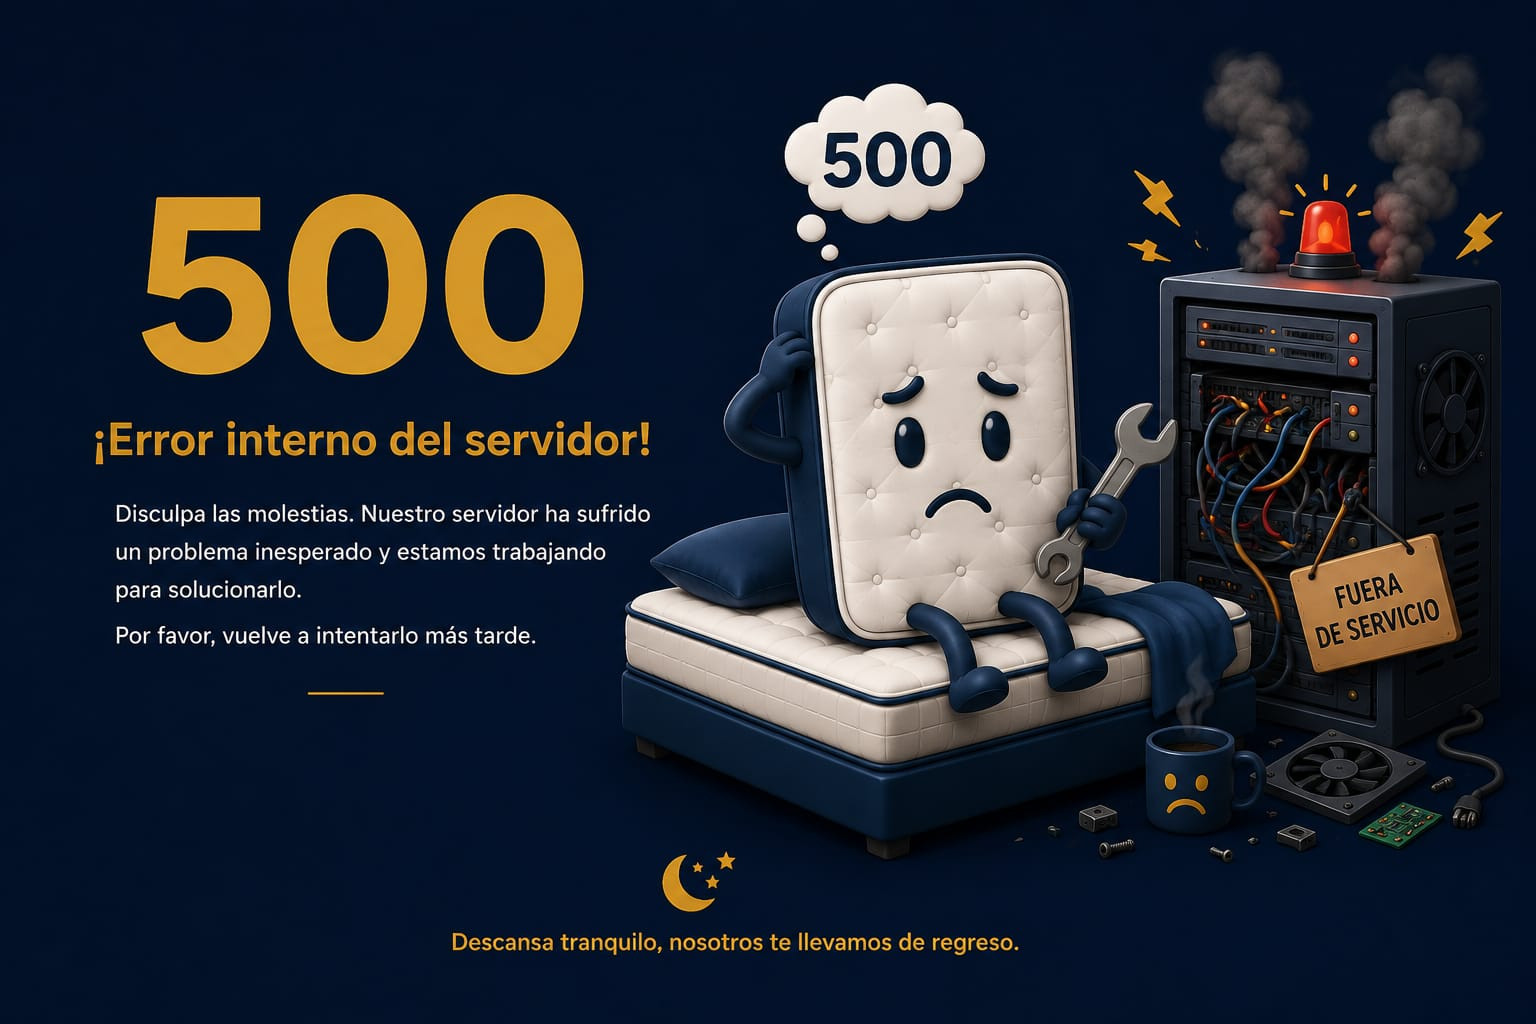 500
¡Error interno del servidor!
Disculpa las molestias. Nuestro servidor ha sufrido
un problema inesperado y estamos trabajando
para solucionarlo.
Por favor, vuelve a intentarlo más tarde.
500
FUERA
DE SERVICIO
Descansa tranquilo, nosotros te llevamos de regreso.